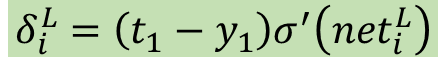 δ_i^L = (t_1 − y_1)σ′(net_i^L)